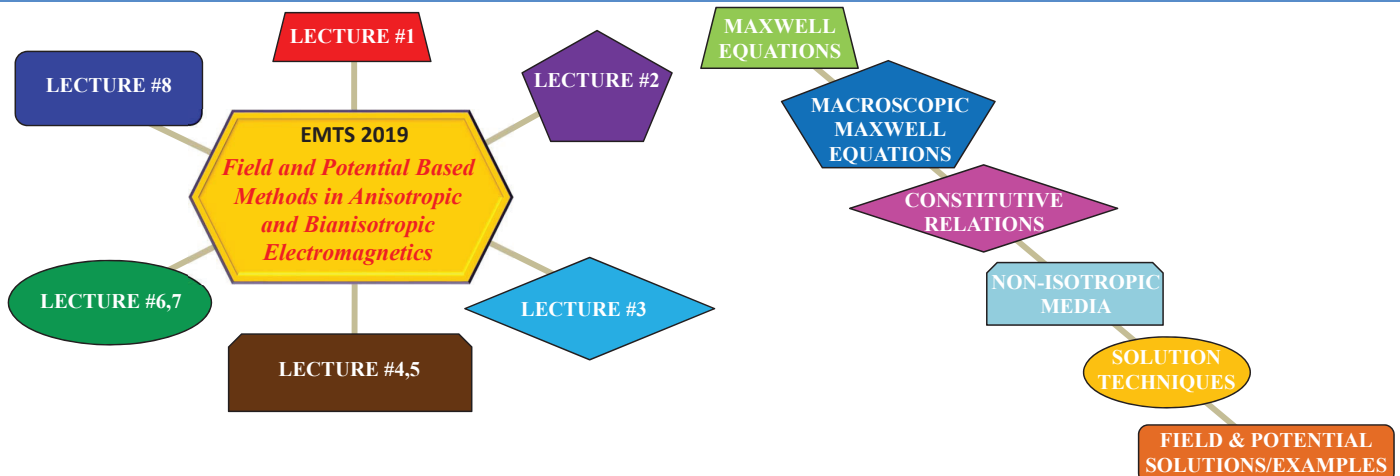 LECTURE #1
LECTURE #2
LECTURE #8
EMTS 2019
Field and Potential Based
Methods in Anisotropic
and Bianisotropic
Electromagnetics
LECTURE #6,7
LECTURE #3
LECTURE #4,5
MAXWELL
EQUATIONS
MACROSCOPIC
MAXWELL
EQUATIONS
CONSTITUTIVE
RELATIONS
NON-ISOTROPIC
MEDIA
SOLUTION
TECHNIQUES
FIELD & POTENTIAL
SOLUTIONS/EXAMPLES